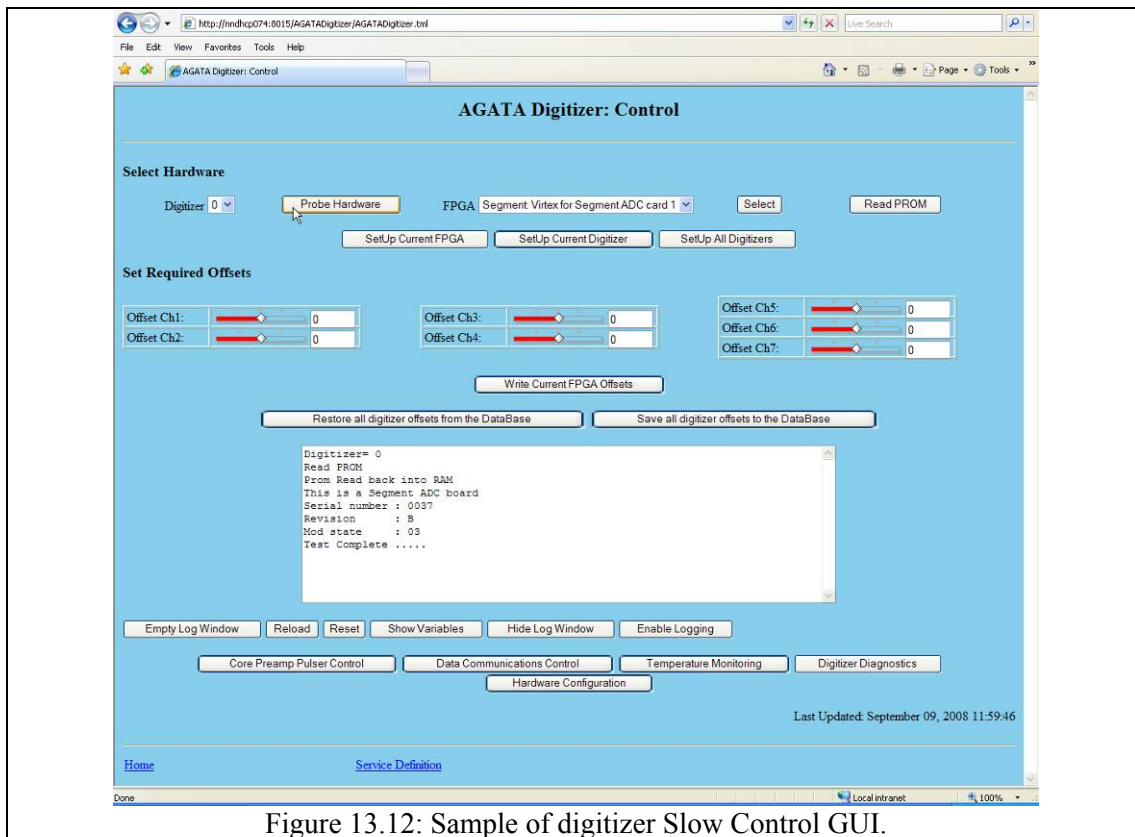 http://nndhcp074:8015/AGATADigitizer/AGATADigitizer.tml Live Search
File Edit View Favorites Tools Help
AGATA Digitizer: Control Page Tools »
AGATA Digitizer: Control
Select Hardware
Digitizer 0 Probe Hardware FPGA Segment: Virtex for Segment ADC card 1 Select Read PROM
SetUp Current FPGA SetUp Current Digitizer SetUp All Digitizers
Set Required Offsets
Offset Ch1: 0 Offset Ch3: 0 Offset Ch5: 0
Offset Ch2: 0 Offset Ch4: 0 Offset Ch6: 0
Offset Ch7: 0
Write Current FPGA Offsets
Restore all digitizer offsets from the DataBase Save all digitizer offsets to the DataBase
Digitizer= 0
Read PROM
Prom Read back into RAM
This is a Segment ADC board
Serial number : 0037
Revision : B
Mod state : 03
Test Complete .....
Empty Log Window Reload Reset Show Variables Hide Log Window Enable Logging
Core Preamp Pulser Control Data Communications Control Temperature Monitoring Digitizer Diagnostics
Hardware Configuration
Last Updated: September 09, 2008 11:59:46
Home Service Definition
Done Local intranet 100%
Figure 13.12: Sample of digitizer Slow Control GUI.